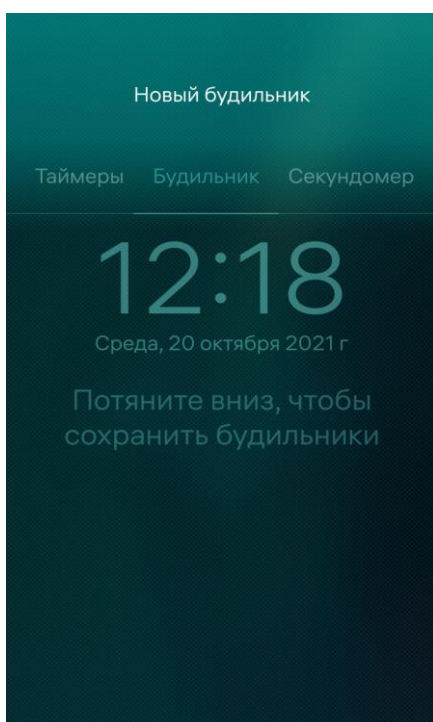 Новый будильник
Таймеры Будильник Секундомер
12:18
Среда, 20 октября 2021 г
Потяните вниз, чтобы
сохранить будильники